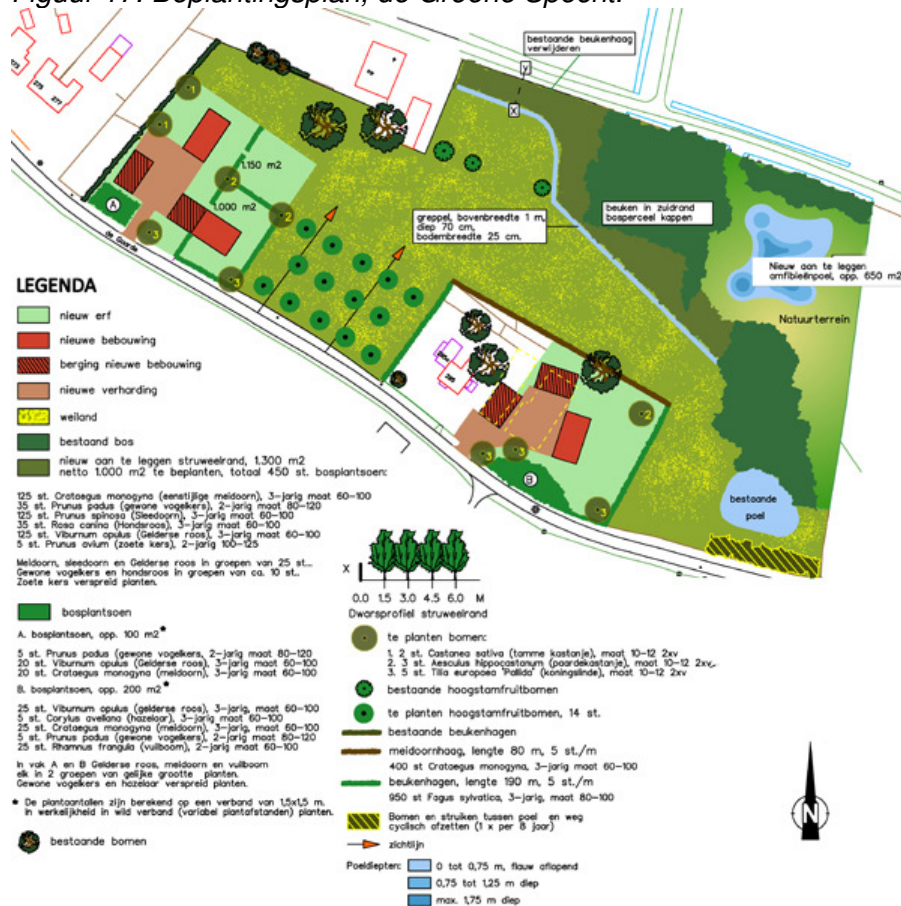 Figuur 17. Beplantingsplan, de Groene Specht.
bestaande beukenhaag
verwijderen
y
X
275
277
1
1
1.150 m2
2
1.000 m2
2
A
3
3
de Gaarde
greppel, bovenbreedte 1 m,
diep 70 cm,
bodembreedte 25 cm.
beuken in zuidrand
bosperceel kappen
Nieuw aan te leggen
amfibieënpoel, opp. 650 m2
Natuurterrein
285
2
3
3
3
B
bestaande
poel
LEGENDA
nieuw erf
nieuwe bebouwing
berging nieuwe bebouwing
nieuwe verharding
weiland
bestaand bos
nieuw aan te leggen struweelrand, 1.300 m2
netto 1.000 m2 te beplanten, totaal 450 st. bosplantsoen:
125 st. Crataegus monogyna (eenstijlige meidoorn), 3-jarig maat 60-100
35 st. Prunus padus (gewone vogelkers), 2-jarig maat 80-120
125 st. Prunus spinosa (Sleedoorn), 3-jarig maat 60-100
35 st. Rosa canina (Hondsroos), 3-jarig maat 60-100
125 st. Viburnum opulus (Gelderse roos), 3-jarig maat 60-100
5 st. Prunus avium (zoete kers), 2-jarig 100-125
Meidoorn, sleedoorn en Gelderse roos in groepen van 25 st..
Gewone vogelkers en hondsroos in groepen van ca. 10 st..
Zoete kers verspreid planten.
bosplantsoen
A. bosplantsoen, opp. 100 m2*
5 st. Prunus padus (gewone vogelkers, 2-jarig maat 80-120
20 st. Viburnum opulus (Gelderse roos), 3-jarig maat 60-100
20 st. Crataegus monogyna (meidoorn), 3-jarig maat 60-100
B. bosplantsoen, opp. 200 m2*
25 st. Viburnum opulus (gelderse roos), 3-jarig maat 60-100
5 st. Corylus avellana (hazelaar), 3-jarig maat 60-100
25 st. Crataegus monogyna (meidoorn), 3-jarig, maat 60-100
5 st. Prunus padus (gewone vogelkers), 2-jarig maat 80-120
25 st. Rhamnus frangula (vuilboom), 2-jarig maat 60-100
In vak A en B Gelderse roos, meidoorn en vuilboom
elk in 2 groepen van gelijke grootte planten.
Gewone vogelkers en hazelaar verspreid planten.
* De plantaantallen zijn berekend op een verband van 1,5x1,5 m.
in werkelijkheid in wild verband (variabel plantafstanden) planten.
bestaande bomen
X
0.0 1.5 3.0 4.5 6.0 M
Dwarsprofiel struweelrand
te planten bomen:
1. 2 st. Castanea sativa (tamme kastanje), maat 10-12 2xv
2. 3 st. Aesculus hippocastanum (paardekastanje), maat 10-12 2xv
3. 5 st. Tilia europaea "Pallida" (koningslinde), maat 10-12 2xv
bestaande hoogstamfruitbomen
te planten hoogstamfruitbomen, 14 st.
bestaande beukenhagen
meidoornhaag, lengte 80 m, 5 st./m
400 st Crataegus monogyna, 3-jarig maat 60-100
beukenhagen, lengte 190 m, 5 st./m
950 st Fagus sylvatica, 3-jarig, maat 80-100
Bomen en struiken tussen poel en weg
cyclisch afzetten (1 x per 8 jaar)
zichtlijn
Poeldiepten:
0 tot 0,75 m, flauw aflopend
0,75 tot 1,25 m diep
max. 1,75 m diep
N